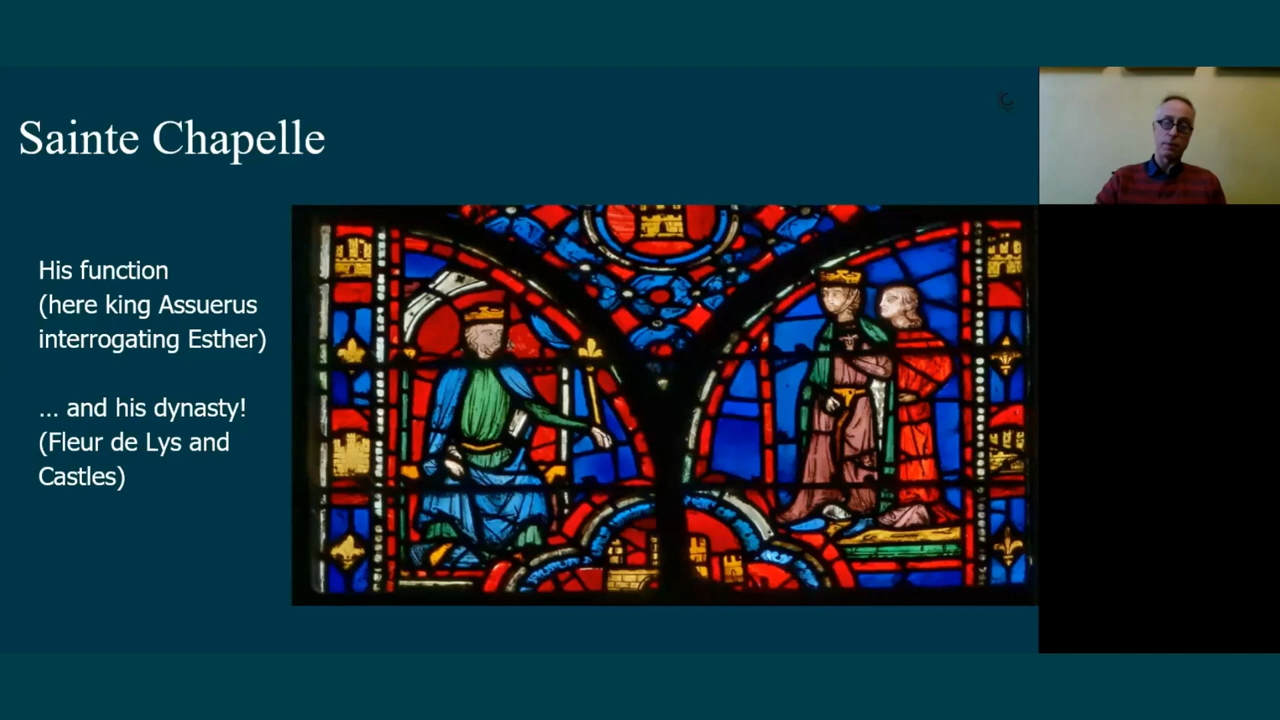 Sainte Chapelle
His function
(here king Assuerus
interrogating Esther)
... and his dynasty!
(Fleur de Lys and
Castles)